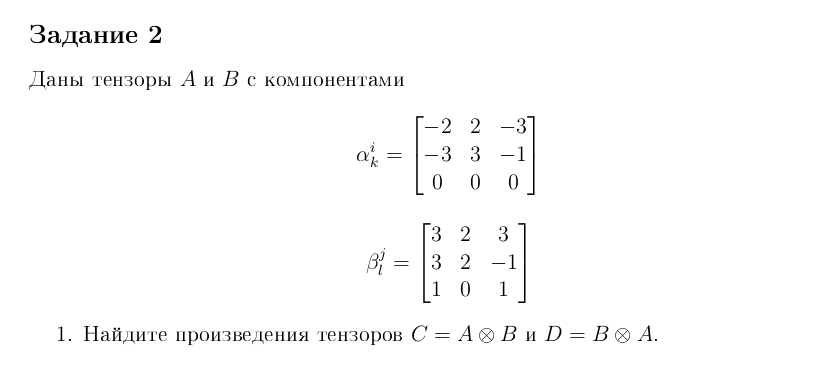 Задание 2
Даны тензоры A и B с компонентами
α^i_k = [−2 2 −3
−3 3 −1
0 0 0]
β^j_l = [3 2 3
3 2 −1
1 0 1]
1. Найдите произведения тензоров C = A ⊗ B и D = B ⊗ A.